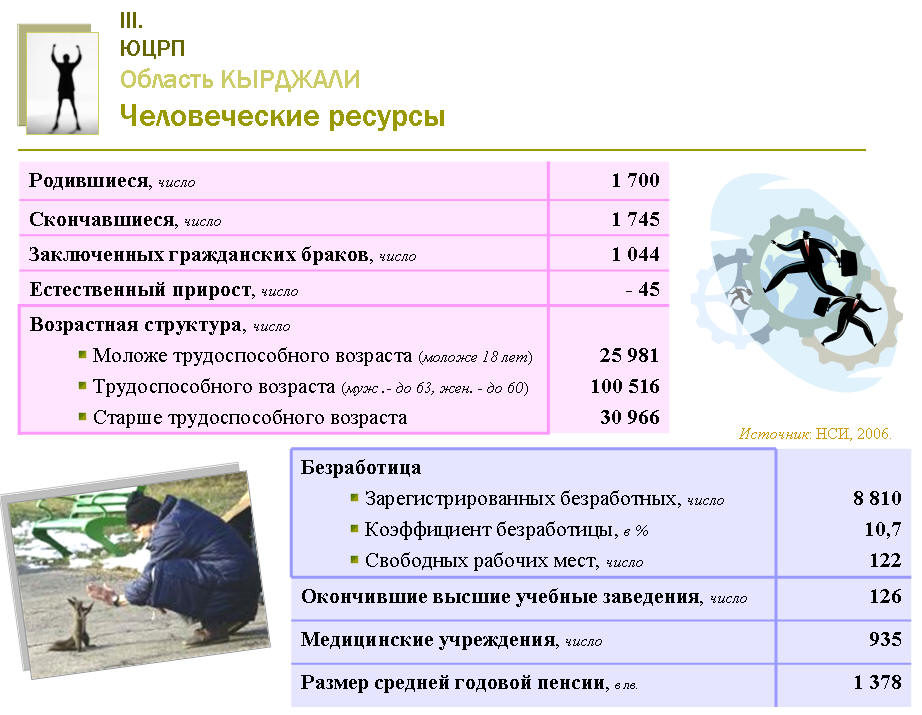 III.
ЮЦРП
Область КЫРДЖАЛИ
Человеческие ресурсы
Родившиеся, число 1 700
Скончавшиеся, число 1 745
Заключенных гражданских браков, число 1 044
Естественный прирост, число - 45
Возрастная структура, число
Моложе трудоспособного возраста (моложе 18 лет) 25 981
Трудоспособного возраста (муж .- до 63, жен. - до 60) 100 516
Старше трудоспособного возраста 30 966
Источник: НСИ, 2006.
Безработица
Зарегистрированных безработных, число 8 810
Коэффициент безработицы, в % 10,7
Свободных рабочих мест, число 122
Окончившие высшие учебные заведения, число 126
Медицинские учреждения, число 935
Размер средней годовой пенсии, в лв. 1 378